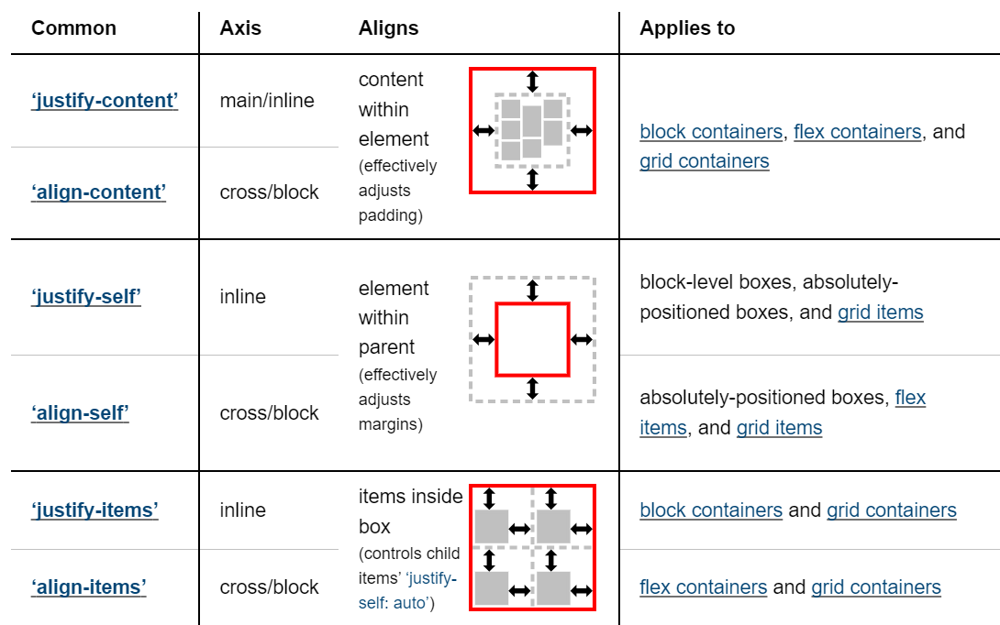 Common Axis Aligns Applies to
‘justify-content’ main/inline
‘align-content’ cross/block
content
within
element
(effectively
adjusts
padding)
block containers, flex containers, and
grid containers
‘justify-self’ inline
‘align-self’ cross/block
element
within
parent
(effectively
adjusts
margins)
block-level boxes, absolutely-
positioned boxes, and grid items
absolutely-positioned boxes, flex
items, and grid items
‘justify-items’ inline
‘align-items’ cross/block
items inside
box
(controls child
items’ ‘justify-
self: auto’)
block containers and grid containers
flex containers and grid containers